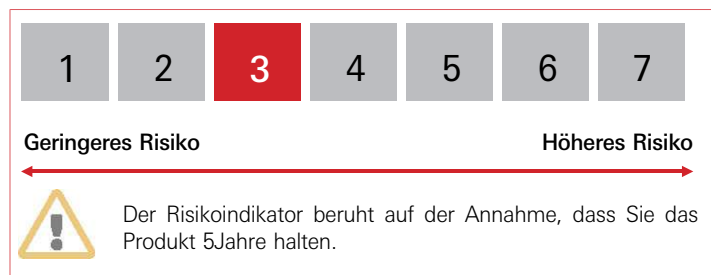 1 2 3 4 5 6 7
Geringeres Risiko Höheres Risiko
Der Risikoindikator beruht auf der Annahme, dass Sie das
Produkt 5Jahre halten.